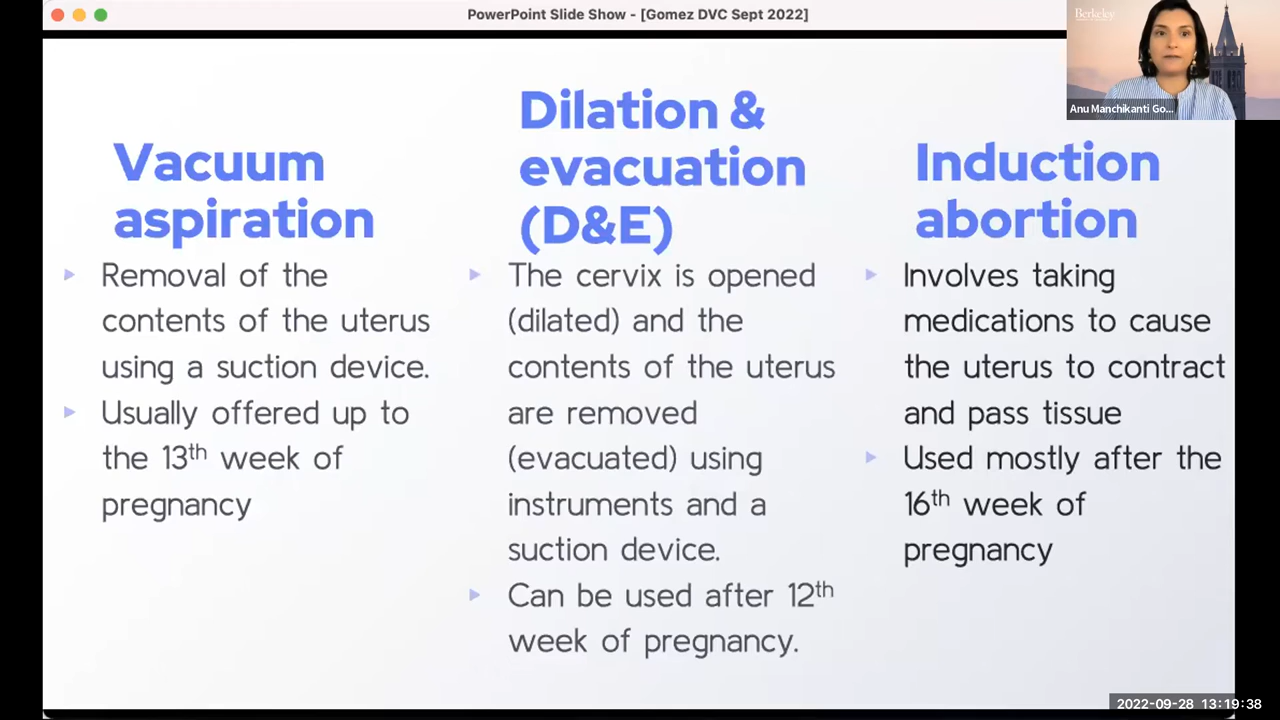 PowerPoint Slide Show - [Gomez DVC Sept 2022]
Berkeley
Anu Manchikanti Go...
Vacuum
aspiration
Removal of the
contents of the uterus
using a suction device.
Usually offered up to
the 13th week of
pregnancy
Dilation &
evacuation
(D&E)
The cervix is opened
(dilated) and the
contents of the uterus
are removed
(evacuated) using
instruments and a
suction device.
Can be used after 12th
week of pregnancy.
Induction
abortion
Involves taking
medications to cause
the uterus to contract
and pass tissue
Used mostly after the
16th week of
pregnancy
2022-09-28 13:19:38